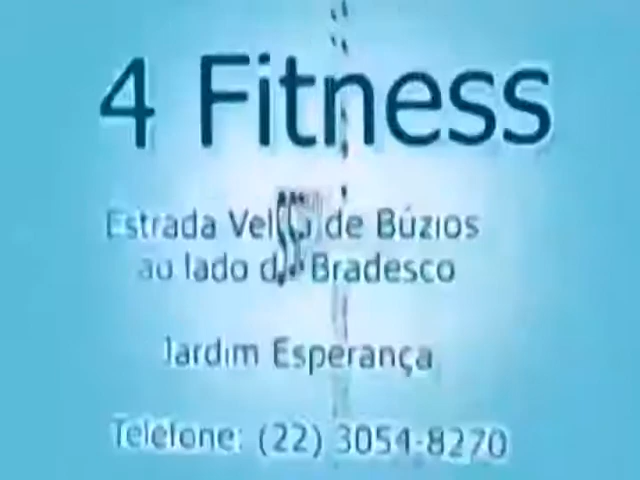 4 Fitness
Estrada de Búzios
ao lado Bradesco
Jardim Esperança
Telefone: (22) 3054-8270